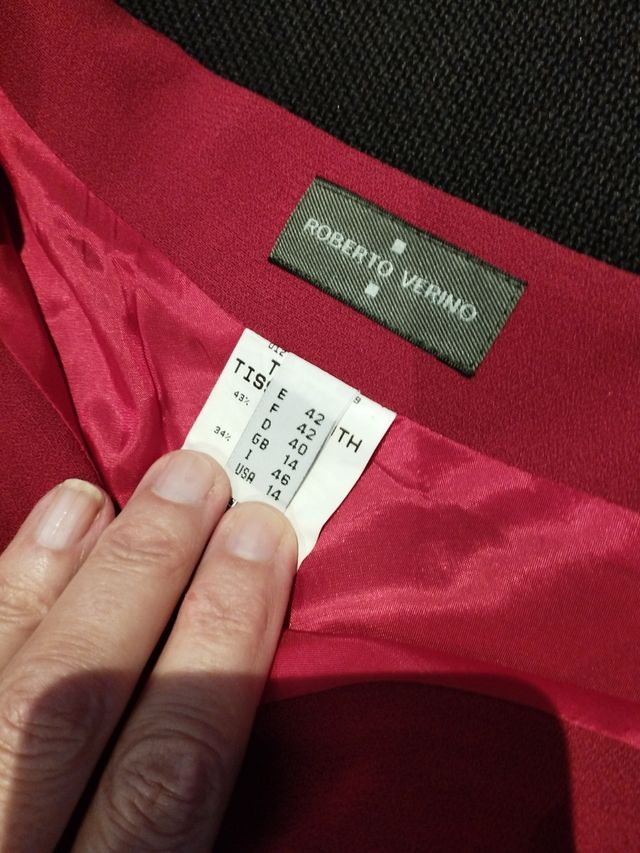 ROBERTO VERINO
TIS
TH
43%
34%
E 42
F 42
D 40
GB 14
I 46
USA 14